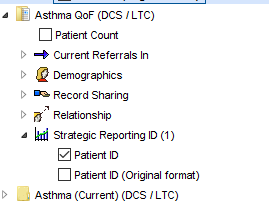 Asthma QoF (DCS / LTC)
Patient Count
Current Referrals In
Demographics
Record Sharing
Relationship
Strategic Reporting ID (1)
Patient ID
Patient ID (Original format)
Asthma (Current) (DCS / LTC)